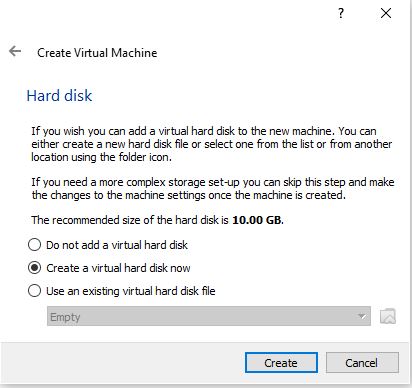 ?
Create Virtual Machine
Hard disk
If you wish you can add a virtual hard disk to the new machine. You can
either create a new hard disk file or select one from the list or from another
location using the folder icon.
If you need a more complex storage set-up you can skip this step and make
the changes to the machine settings once the machine is created.
The recommended size of the hard disk is 10.00 GB.
Do not add a virtual hard disk
Create a virtual hard disk now
Use an existing virtual hard disk file
Empty
Create Cancel